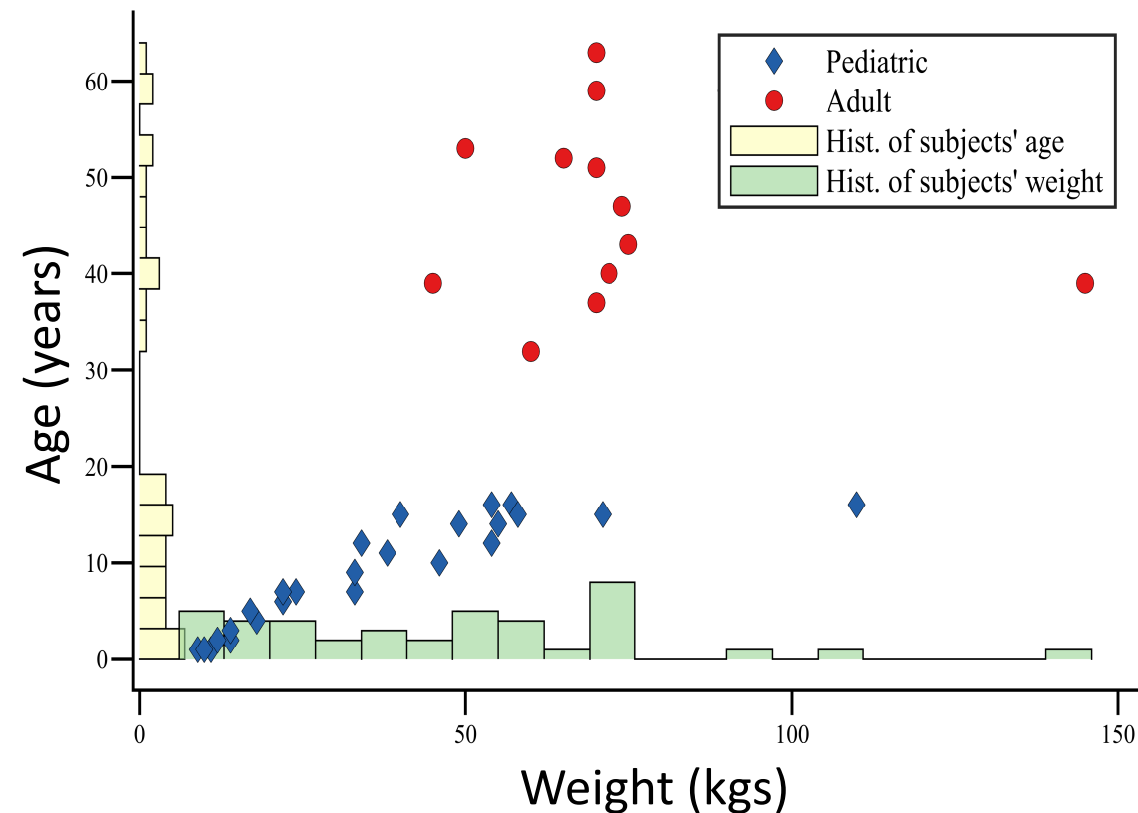 Pediatric
Adult
Hist. of subjects' age
Hist. of subjects' weight
Age (years)
60
50
40
30
20
10
0
0 50 100 150
Weight (kgs)